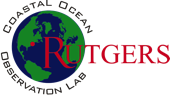 COASTAL OCEAN
RUTGERS
OBSERVATION LAB